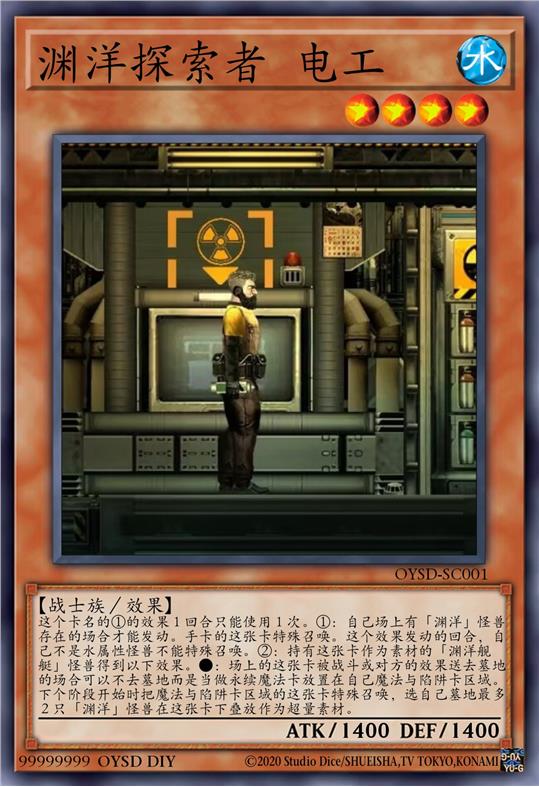 渊洋探索者 电工
水
OYSD-SC001
【战士族／效果】
这个卡名的①的效果１回合只能使用１次。①：自己场上有「渊洋」怪兽
存在的场合才能发动。手卡的这张卡特殊召唤。这个效果发动的回合，自
己不是水属性怪兽不能特殊召唤。②：持有这张卡作为素材的「渊洋舰
艇」怪兽得到以下效果。●：场上的这张卡被战斗或对方的效果送去墓地
的场合可以不去墓地而是当做永续魔法卡放置在自己魔法与陷阱卡区域。
下个阶段开始时把魔法与陷阱卡区域的这张卡特殊召唤，选自己墓地最多
２只「渊洋」怪兽在这张卡下叠放作为超量素材。
ATK/1400 DEF/1400
99999999 OYSD DIY ©2020 Studio Dice/SHUEISHA,TV TOKYO,KONAMI